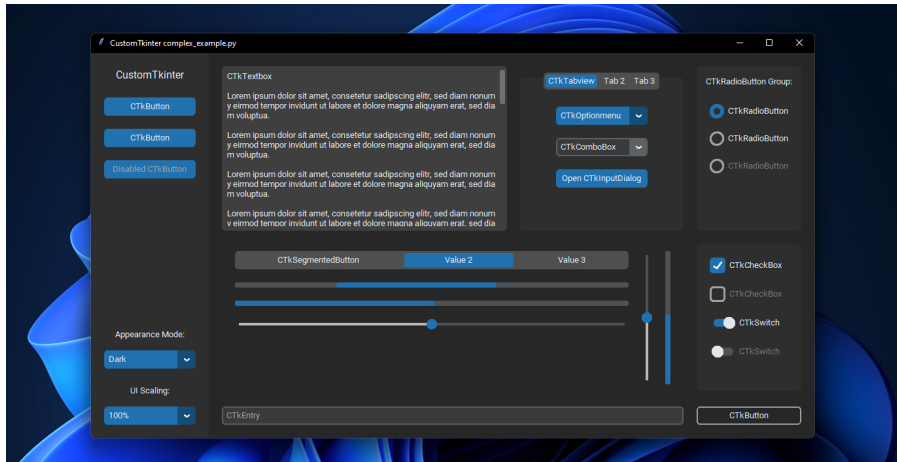 CustomTkinter complex_example.py
CustomTkinter
CTkButton
CTkButton
Disabled CTkButton
Appearance Mode:
Dark
UI Scaling:
100%
CTkTextbox
Lorem ipsum dolor sit amet, consetetur sadipscing elitr, sed diam nonum
y eirmod tempor invidunt ut labore et dolore magna aliquyam erat, sed dia
m voluptua.
Lorem ipsum dolor sit amet, consetetur sadipscing elitr, sed diam nonum
y eirmod tempor invidunt ut labore et dolore magna aliquyam erat, sed dia
m voluptua.
Lorem ipsum dolor sit amet, consetetur sadipscing elitr, sed diam nonum
y eirmod tempor invidunt ut labore et dolore magna aliquyam erat, sed dia
m voluptua.
Lorem ipsum dolor sit amet, consetetur sadipscing elitr, sed diam nonum
y eirmod tempor invidunt ut labore et dolore magna aliquyam erat, sed dia
CTkTabview Tab 2 Tab 3
CTkOptionmenu
CTkComboBox
Open CTkInputDialog
CTkRadioButton Group:
CTkRadioButton
CTkRadioButton
CTkRadioButton
CTkSegmentedButton Value 2 Value 3
CTkCheckBox
CTkCheckBox
CTkSwitch
CTkSwitch
CTkEntry
CTkButton